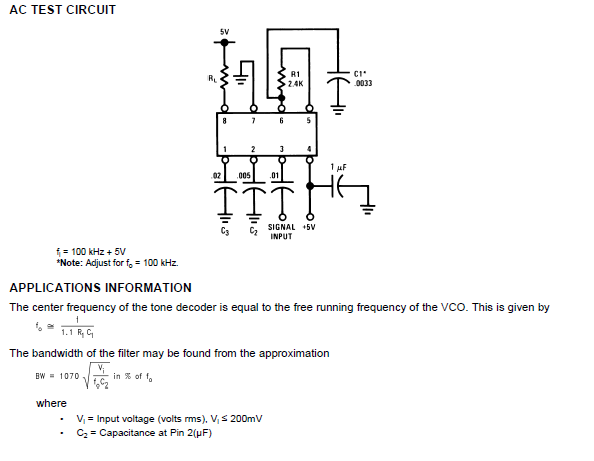 AC TEST CIRCUIT
5V
RL
R1
2.4K
C1*
.0033
8 7 6 5
1 2 3 4
1 µF
.02 .005 .01
C3 C2 SIGNAL INPUT +5V
fi = 100 kHz + 5V
*Note: Adjust for fo = 100 kHz.
APPLICATIONS INFORMATION
The center frequency of the tone decoder is equal to the free running frequency of the VCO. This is given by
fo ≅ 1 / 1.1 R1 C1
The bandwidth of the filter may be found from the approximation
BW = 1070 √ Vi / foC2 in % of fo
where
• Vi = Input voltage (volts rms), Vi ≤ 200mV
• C2 = Capacitance at Pin 2(µF)